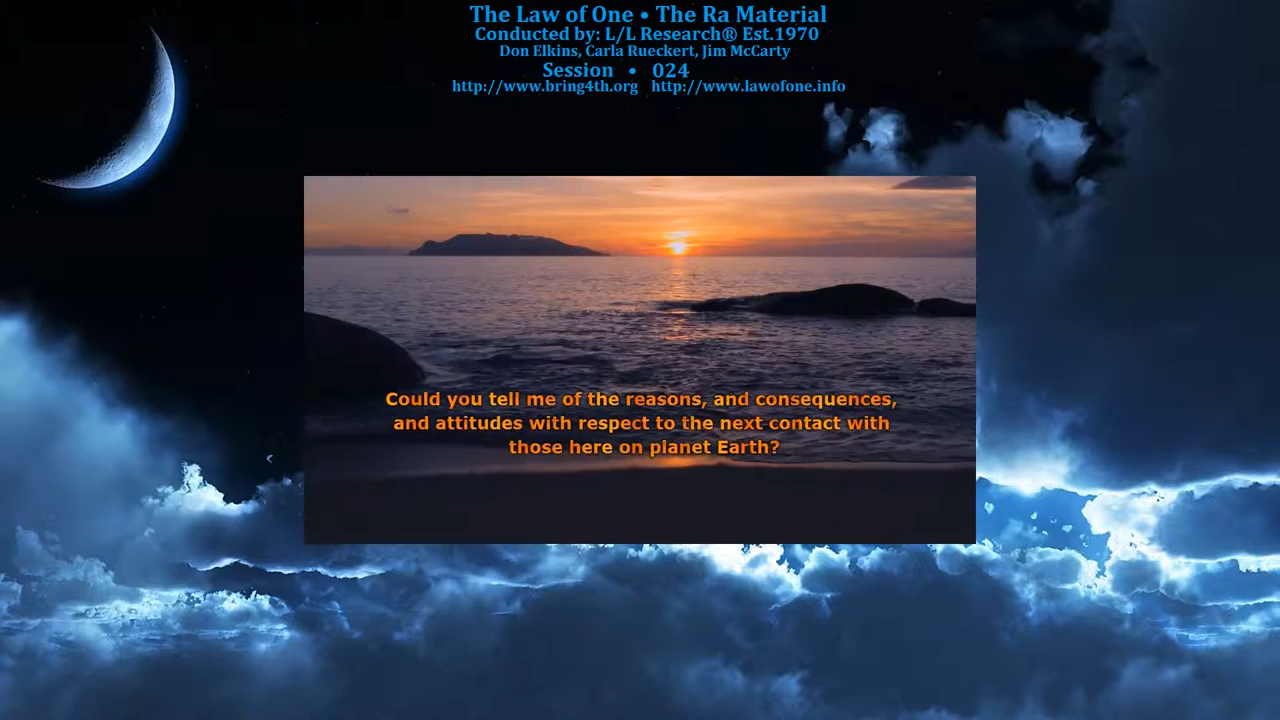 The Law of One • The Ra Material
Conducted by: L/L Research® Est.1970
Don Elkins, Carla Rueckert, Jim McCarty
Session • 024
http://www.bring4th.org http://www.lawofone.info
Could you tell me of the reasons, and consequences,
and attitudes with respect to the next contact with
those here on planet Earth?